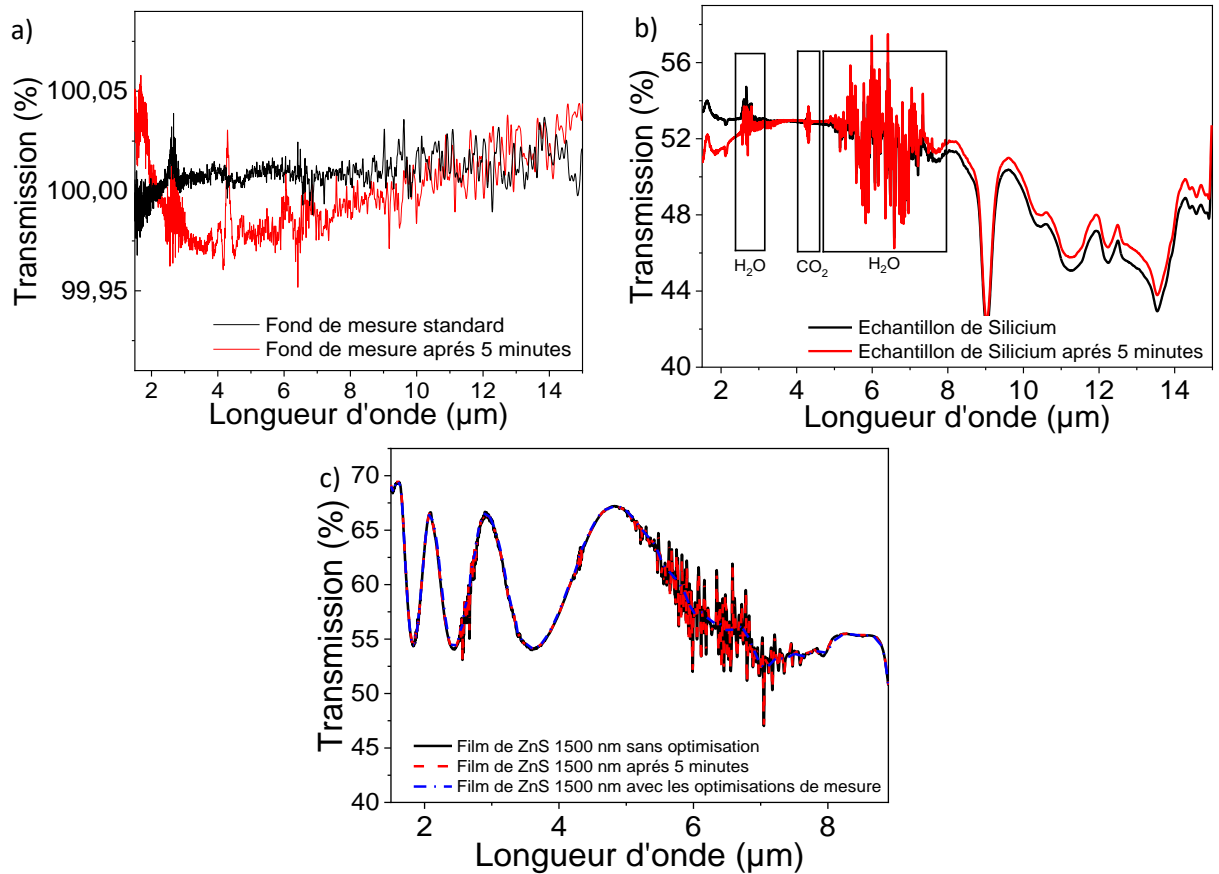 a)
Transmission (%)
100,05
100,00
99,95
Fond de mesure standard
Fond de mesure aprés 5 minutes
2 4 6 8 10 12 14
Longueur d'onde (µm)
b)
Transmission (%)
56
52
48
44
40
H2O
CO2
H2O
Echantillon de Silicium
Echantillon de Silicium aprés 5 minutes
2 4 6 8 10 12 14
Longueur d'onde (µm)
c)
Transmission (%)
70
65
60
55
50
45
40
Film de ZnS 1500 nm sans optimisation
Film de ZnS 1500 nm aprés 5 minutes
Film de ZnS 1500 nm avec les optimisations de mesure
2 4 6 8
Longueur d'onde (µm)